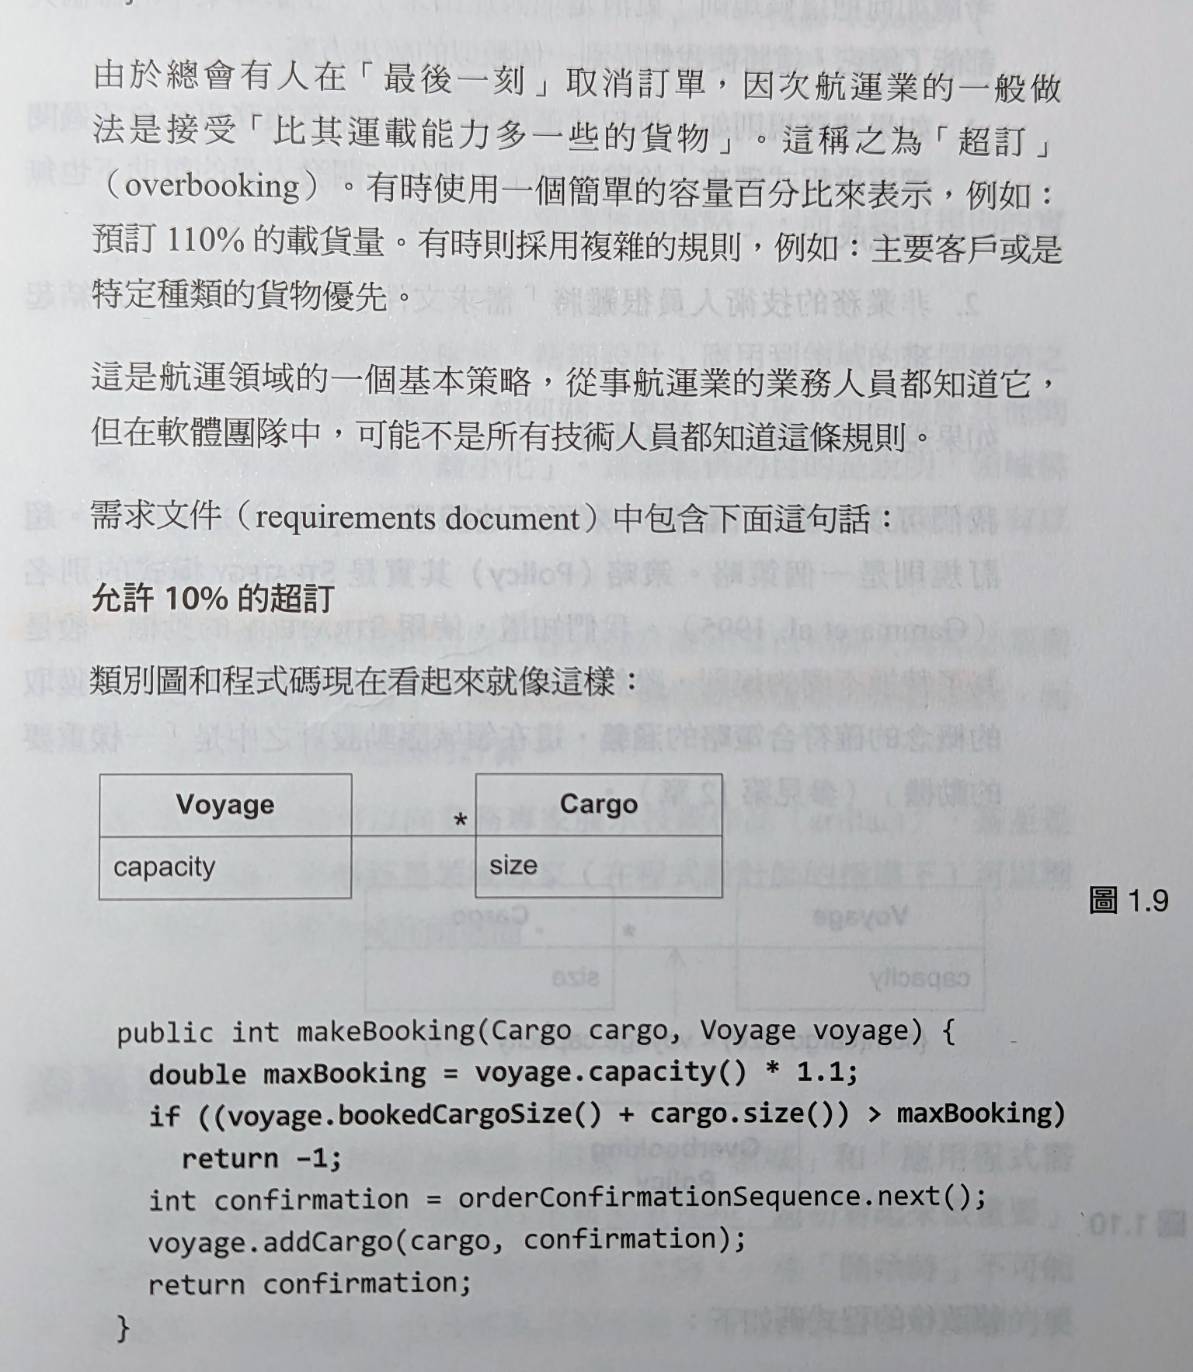 由於總會有人在「最後一刻」取消訂單，因次航運業的一般做
法是接受「比其運載能力多一些的貨物」。這稱之為「超訂」
（overbooking）。有時使用一個簡單的容量百分比來表示，例如：
預訂 110% 的載貨量。有時則採用複雜的規則，例如：主要客戶或是
特定種類的貨物優先。
這是航運領域的一個基本策略，從事航運業的業務人員都知道它，
但在軟體團隊中，可能不是所有技術人員都知道這條規則。
需求文件（requirements document）中包含下面這句話：
允許 10% 的超訂
類別圖和程式碼現在看起來就像這樣：
Voyage
capacity
*
Cargo
size
圖 1.9
public int makeBooking(Cargo cargo, Voyage voyage) {
double maxBooking = voyage.capacity() * 1.1;
if ((voyage.bookedCargoSize() + cargo.size()) > maxBooking)
return –1;
int confirmation = orderConfirmationSequence.next();
voyage.addCargo(cargo, confirmation);
return confirmation;
}